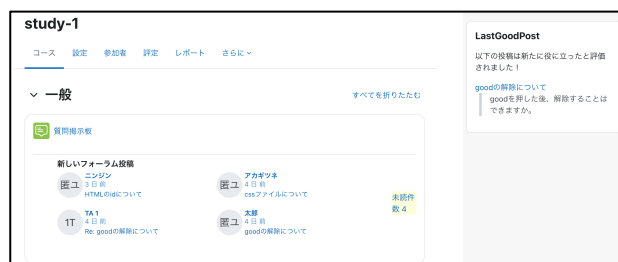 study-1
コース 設定 参加者 評定 レポート さらに
一般
すべてを折りたたむ
質問掲示板
新しいフォーラム投稿
匿ユ
ニンジン
3 日 前
HTMLのidについて
匿ユ
アカギツネ
4 日 前
cssファイルについて
1T
TA 1
4 日 前
Re: goodの解除について
匿ユ
太郎
4 日 前
goodの解除について
未読件
数 4
LastGoodPost
以下の投稿は新たに役に立ったと評価
されました！
goodの解除について
goodを押した後、解除することは
できますか。